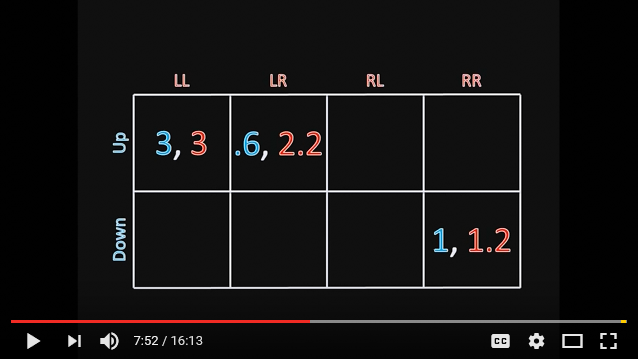 LL LR RL RR
Up 3, 3 .6, 2.2
Down 1, 1.2
7:52 / 16:13 CC